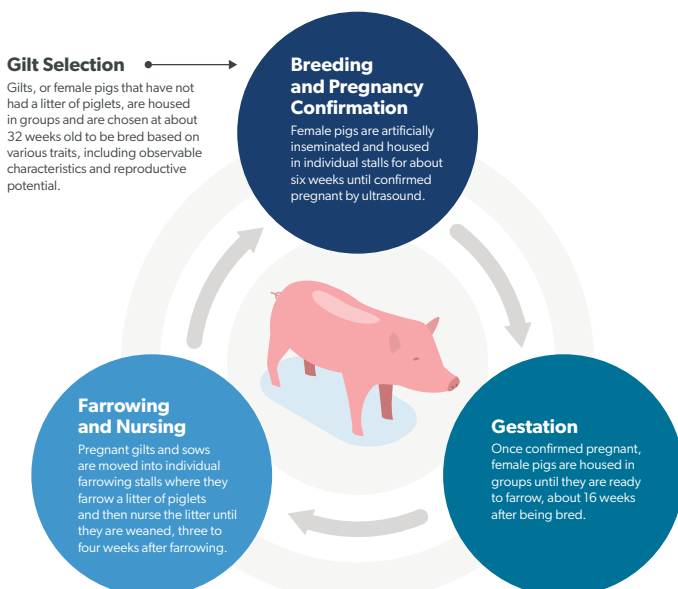 Gilt Selection
Gilts, or female pigs that have not
had a litter of piglets, are housed
in groups and are chosen at about
32 weeks old to be bred based on
various traits, including observable
characteristics and reproductive
potential.
Breeding
and Pregnancy
Confirmation
Female pigs are artificially
inseminated and housed
in individual stalls for about
six weeks until confirmed
pregnant by ultrasound.
Gestation
Once confirmed pregnant,
female pigs are housed in
groups until they are ready
to farrow, about 16 weeks
after being bred.
Farrowing
and Nursing
Pregnant gilts and sows
are moved into individual
farrowing stalls where they
farrow a litter of piglets
and then nurse the litter until
they are weaned, three to
four weeks after farrowing.